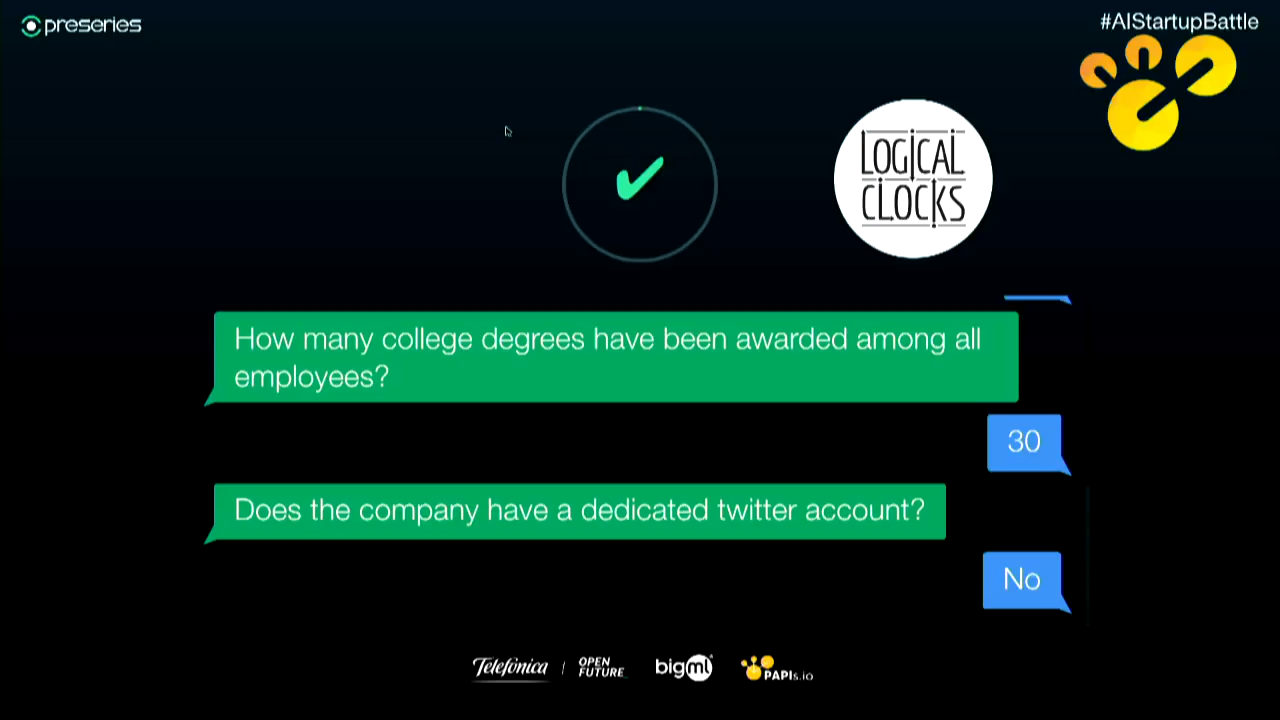 preseries
#AIStartupBattle
LOGICAL
CLOCKS
How many college degrees have been awarded among all
employees?
30
Does the company have a dedicated twitter account?
No
Telefónica | OPEN
FUTURE_
bigml
PAPIs.io